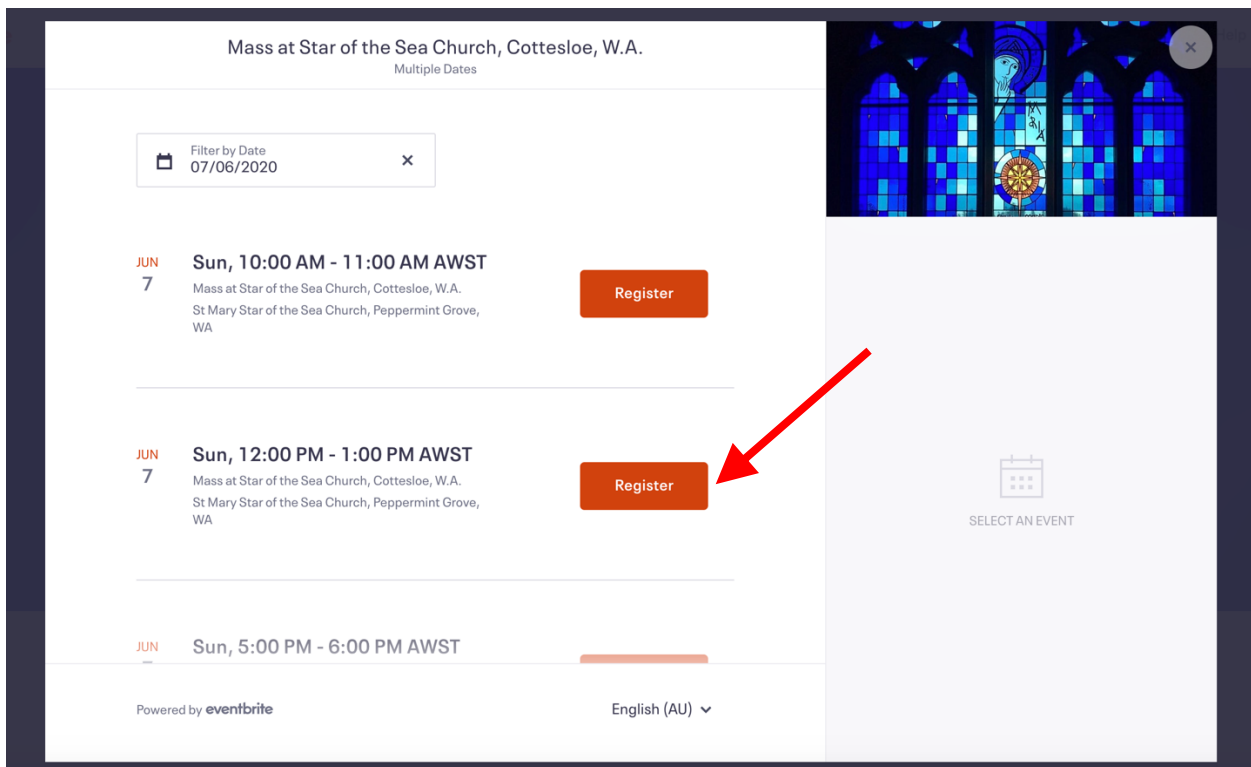 Mass at Star of the Sea Church, Cottesloe, W.A.
Multiple Dates
Filter by Date
07/06/2020
JUN
7
Sun, 10:00 AM - 11:00 AM AWST
Mass at Star of the Sea Church, Cottesloe, W.A.
St Mary Star of the Sea Church, Peppermint Grove,
WA
Register
JUN
7
Sun, 12:00 PM - 1:00 PM AWST
Mass at Star of the Sea Church, Cottesloe, W.A.
St Mary Star of the Sea Church, Peppermint Grove,
WA
Register
JUN
Sun, 5:00 PM - 6:00 PM AWST
Powered by eventbrite
English (AU)
SELECT AN EVENT